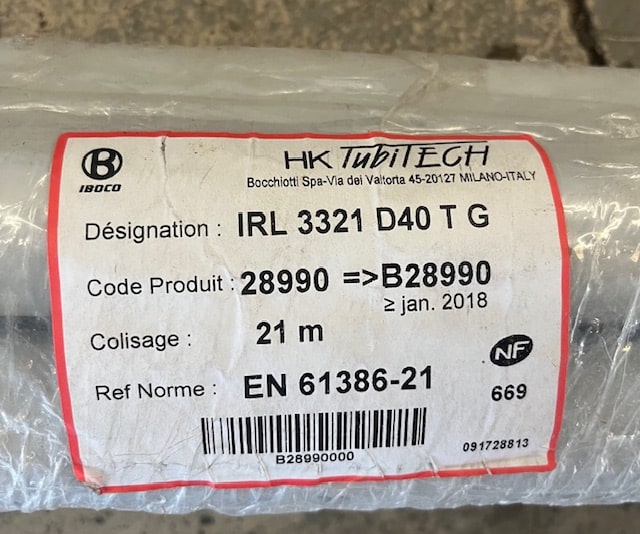 B
IBOCO
HK TubiTECH
Bocchiotti Spa-Via dei Valtorta 45-20127 MILANO-ITALY
Désignation : IRL 3321 D40 T G
Code Produit : 28990 =>B28990
≥ jan. 2018
Colisage : 21 m
NF
Ref Norme : EN 61386-21
669
B28990000
091728813